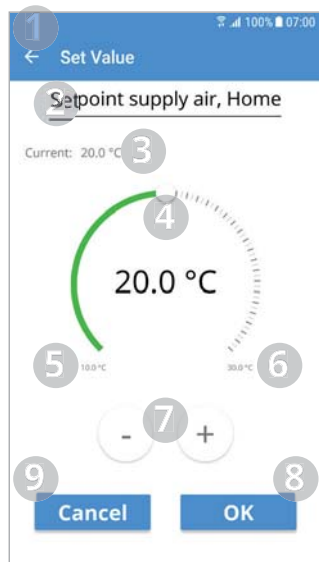 1
100% 07:00
← Set Value
2
Setpoint supply air, Home
Current: 20.0 °C
3
4
20.0 °C
5
10.0 °C
30.0 °C
6
7
- +
9
8
Cancel OK